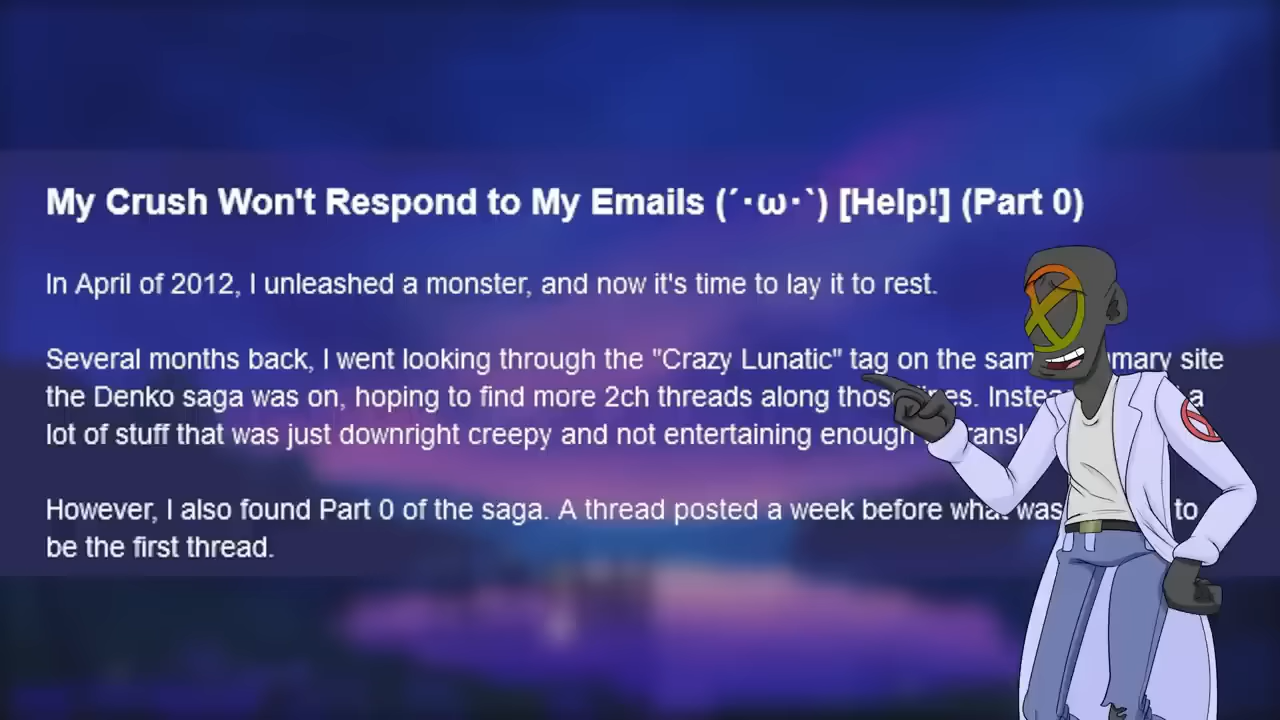 My Crush Won't Respond to My Emails (´･ω･`) [Help!] (Part 0)
In April of 2012, I unleashed a monster, and now it's time to lay it to rest.
Several months back, I went looking through the "Crazy Lunatic" tag on the site
the Denko saga was on, hoping to find more 2ch threads along a
lot of stuff that was just downright creepy and not entertaining enough
However, I also found Part 0 of the saga. A thread posted a week before what was to
be the first thread.